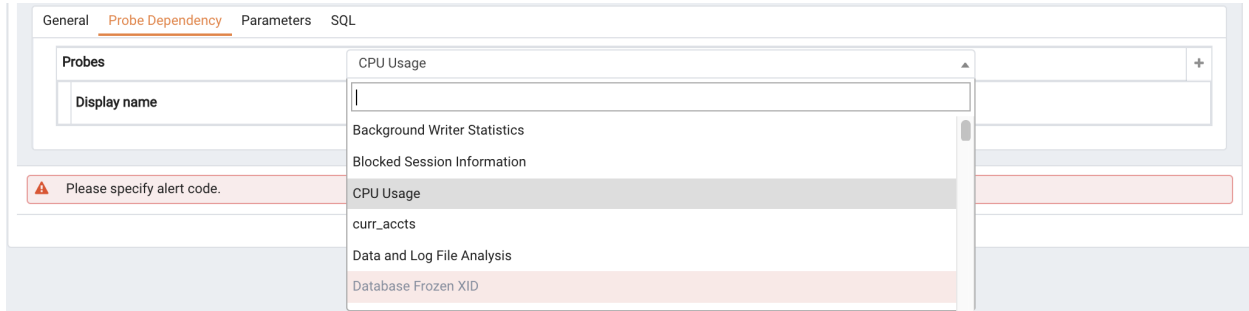 General Probe Dependency Parameters SQL
Probes CPU Usage
Display name
Background Writer Statistics
Blocked Session Information
CPU Usage
curr_accts
Data and Log File Analysis
Database Frozen XID
Please specify alert code.